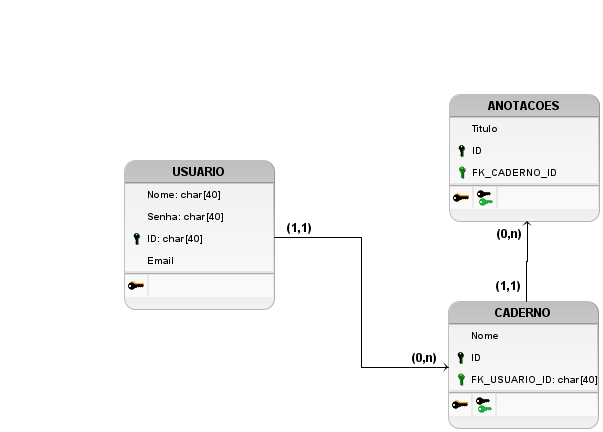 ANOTACOES
Titulo
ID
FK_CADERNO_ID
USUARIO
Nome: char[40]
Senha: char[40]
ID: char[40]
Email
(1,1)
(0,n)
(1,1)
(0,n)
CADERNO
Nome
ID
FK_USUARIO_ID: char[40]